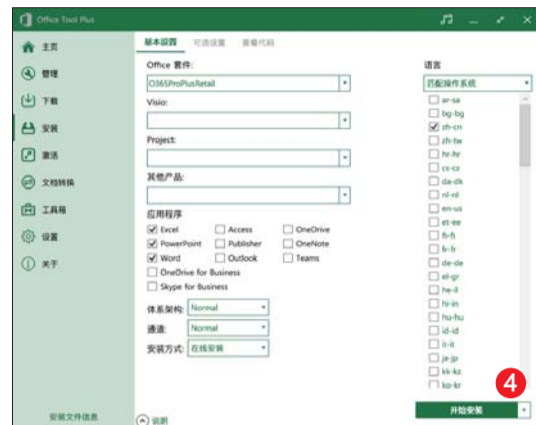 Office Tool Plus
主页
管理
下载
安装
激活
文档转换
工具箱
设置
关于
安装文件信息
基本设置 可选设置 查看代码
Office 套件:
O365ProPlusRetail
Visio:
Project:
其他产品:
应用程序
Excel Access OneDrive
PowerPoint Publisher OneNote
Word Outlook Teams
OneDrive for Business
Skype for Business
体系架构: Normal
通道: Normal
安装方式: 在线安装
说明
语言
匹配操作系统
ar-sa
bg-bg
zh-cn
zh-tw
hr-hr
cs-cz
da-dk
nl-nl
en-us
et-ee
fi-fi
fr-fr
de-de
el-gr
he-il
hi-in
hu-hu
id-id
it-it
ja-jp
kk-kz
ko-kr
4
开始安装